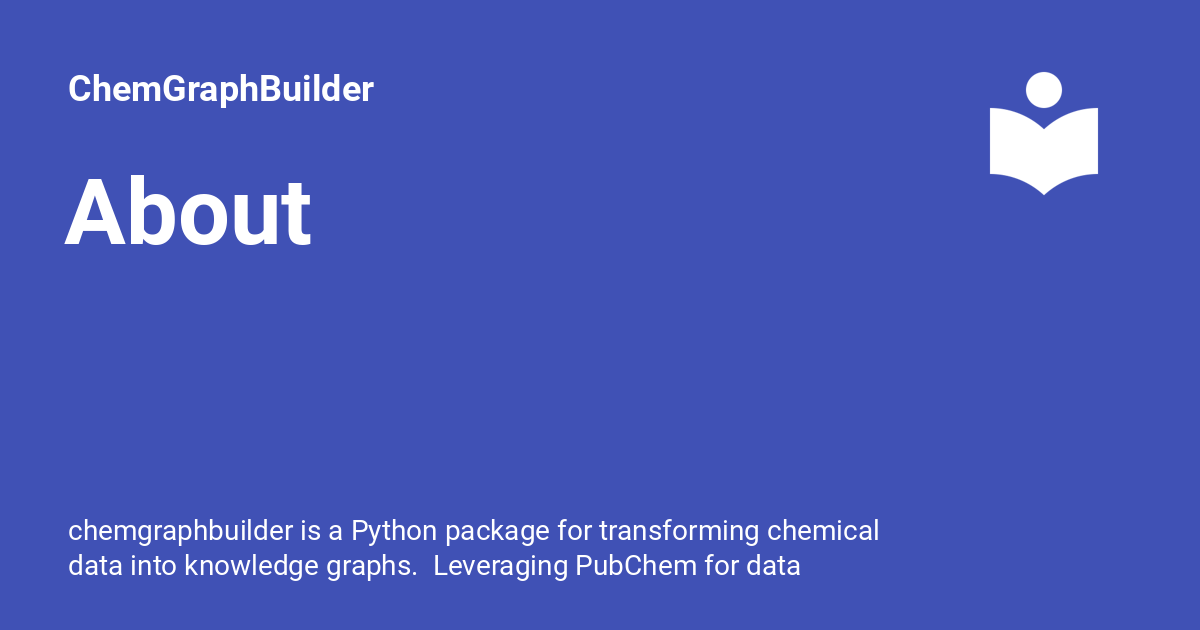 ChemGraphBuilder
About
chemgraphbuilder is a Python package for transforming chemical
data into knowledge graphs.  Leveraging PubChem for data